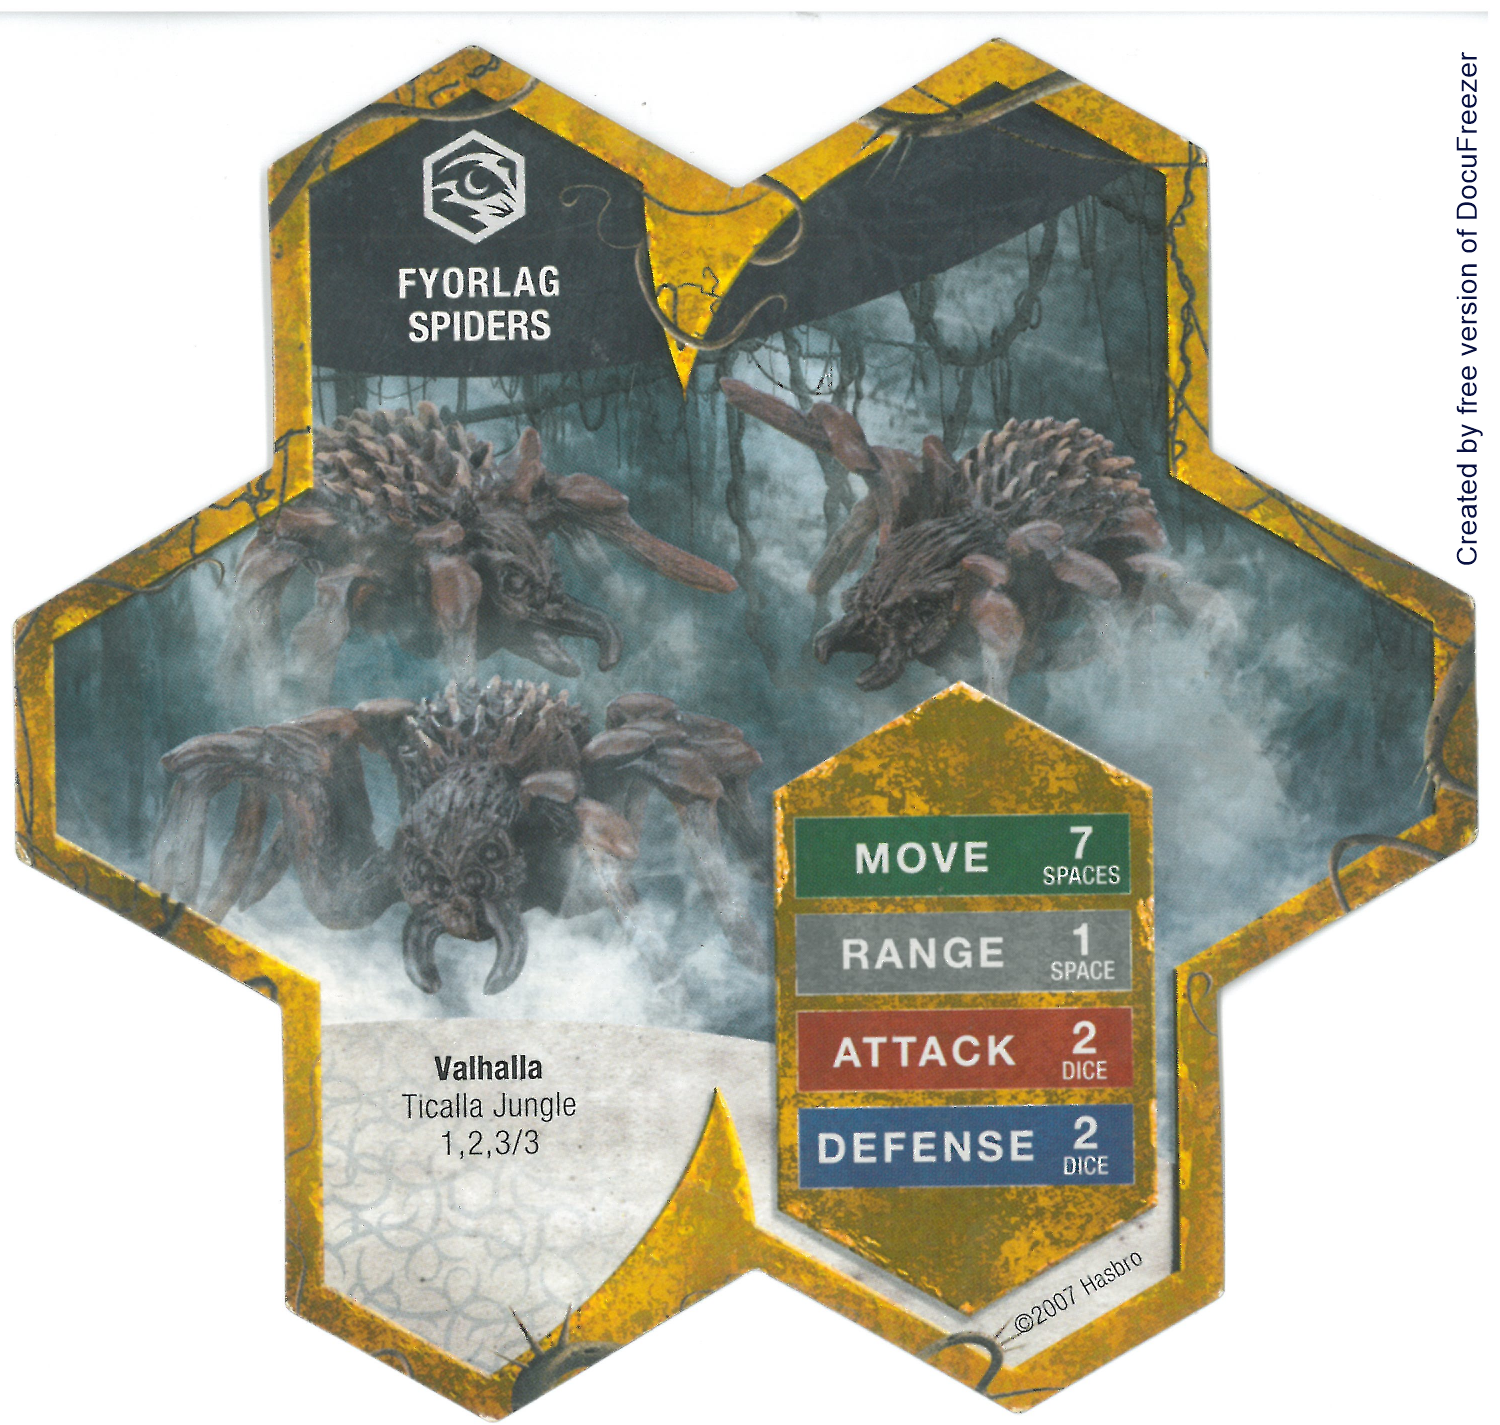 FYORLAG
SPIDERS
MOVE 7
SPACES
RANGE 1
SPACE
ATTACK 2
DICE
DEFENSE 2
DICE
Valhalla
Ticalla Jungle
1,2,3/3
©2007 Hasbro
Created by free version of DocuFreezer